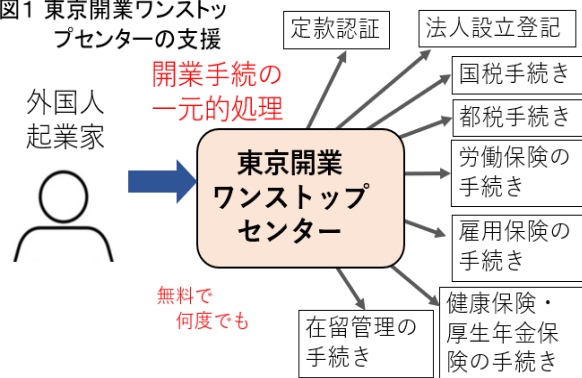 図1 東京開業ワンストッ
プセンターの支援
外国人
起業家
開業手続の
一元的処理
東京開業
ワンストップ
センター
無料で
何度でも
定款認証
法人設立登記
国税手続き
都税手続き
労働保険の
手続き
雇用保険の
手続き
健康保険・
厚生年金保
険の手続き
在留管理の
手続き